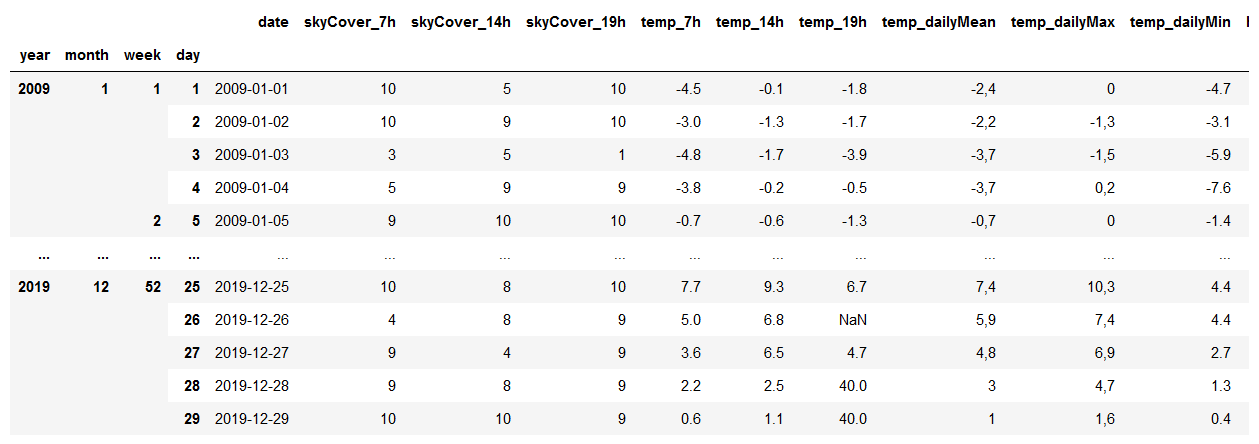 date skyCover_7h skyCover_14h skyCover_19h temp_7h temp_14h temp_19h temp_dailyMean temp_dailyMax temp_dailyMin
year month week day
2009 1 1 1 2009-01-01 10 5 10 -4.5 -0.1 -1.8 -2,4 0 -4.7
2 2009-01-02 10 9 10 -3.0 -1.3 -1.7 -2,2 -1,3 -3.1
3 2009-01-03 3 5 1 -4.8 -1.7 -3.9 -3,7 -1,5 -5.9
4 2009-01-04 5 9 9 -3.8 -0.2 -0.5 -3,7 0,2 -7.6
2 5 2009-01-05 9 10 10 -0.7 -0.6 -1.3 -0,7 0 -1.4
... ... ... ... ... ... ... ... ... ... ... ... ... ...
2019 12 52 25 2019-12-25 10 8 10 7.7 9.3 6.7 7,4 10,3 4.4
26 2019-12-26 4 8 9 5.0 6.8 NaN 5,9 7,4 4.4
27 2019-12-27 9 4 9 3.6 6.5 4.7 4,8 6,9 2.7
28 2019-12-28 9 8 9 2.2 2.5 40.0 3 4,7 1.3
29 2019-12-29 10 10 9 0.6 1.1 40.0 1 1,6 0.4